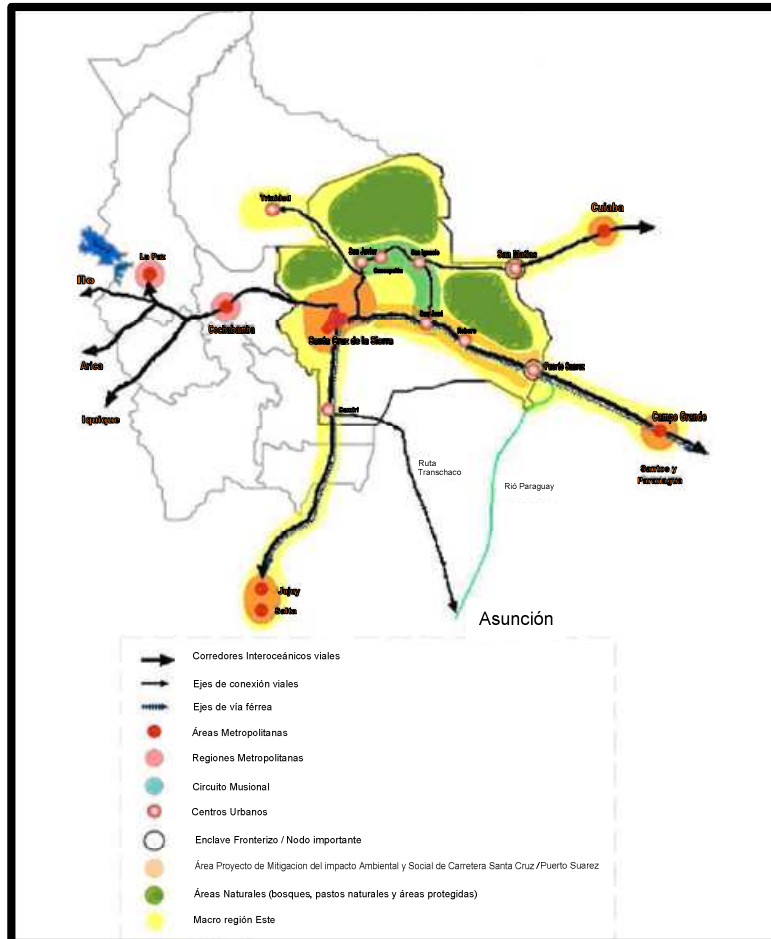 Trinidad
Cuiaba
San Javier
San Ignacio
San Matias
Concepción
La Paz
Ilo
Cochabamba
San José
Robore
Santa Cruz de la Sierra
Arica
Puerto Suarez
Iquique
Camiri
Campo Grande
Ruta
Transchaco
Rió Paraguay
Santos y
Paranagua
Jujuy
Salta
Asunción
Corredores Interoceánicos viales
Ejes de conexión viales
Ejes de vía férrea
Áreas Metropolitanas
Regiones Metropolitanas
Circuito Musional
Centros Urbanos
Enclave Fronterizo / Nodo importante
Área Proyecto de Mitigacion del impacto Ambiental y Social de Carretera Santa Cruz /Puerto Suarez
Áreas Naturales (bosques, pastos naturales y áreas protegidas)
Macro región Este